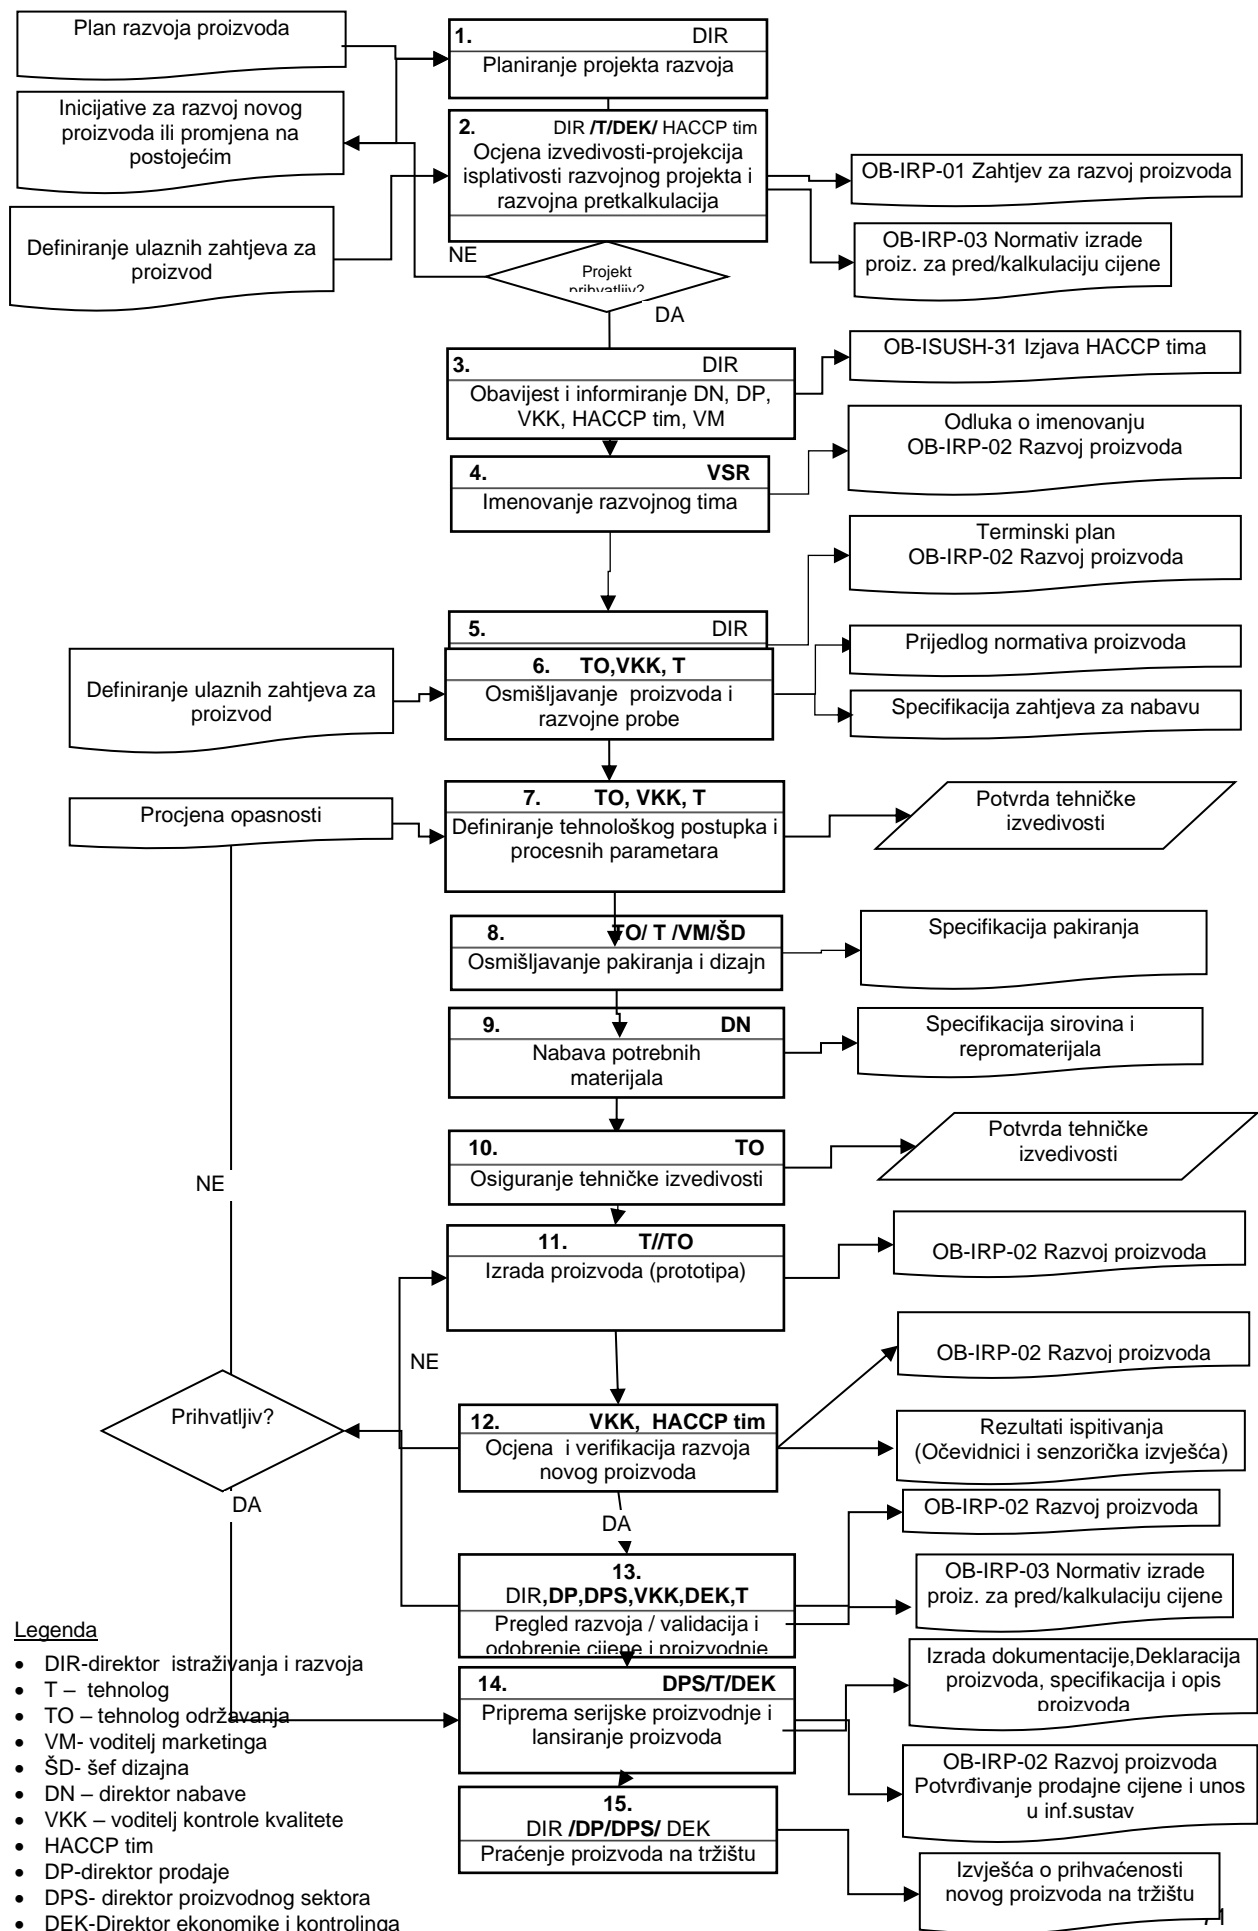 Plan razvoja proizvoda
1. DIR
Planiranje projekta razvoja
Inicijative za razvoj novog
proizvoda ili promjena na
postojećim
2. DIR /T/DEK/ HACCP tim
Ocjena izvedivosti-projekcija
isplativosti razvojnog projekta i
razvojna pretkalkulacija
OB-IRP-01 Zahtjev za razvoj proizvoda
Definiranje ulaznih zahtjeva za
proizvod
OB-IRP-03 Normativ izrade
proiz. za pred/kalkulaciju cijene
NE
Projekt
prihvatljiv?
DA
3. DIR
Obavijest i informiranje DN, DP,
VKK, HACCP tim, VM
OB-ISUSH-31 Izjava HACCP tima
Odluka o imenovanju
OB-IRP-02 Razvoj proizvoda
4. VSR
Imenovanje razvojnog tima
Terminski plan
OB-IRP-02 Razvoj proizvoda
5. DIR
Prijedlog normativa proizvoda
6. TO,VKK, T
Osmišljavanje proizvoda i
razvojne probe
Definiranje ulaznih zahtjeva za
proizvod
Specifikacija zahtjeva za nabavu
7. TO, VKK, T
Definiranje tehnološkog postupka i
procesnih parametara
Procjena opasnosti
Potvrda tehničke
izvedivosti
8. TO/ T /VM/ŠD
Osmišljavanje pakiranja i dizajn
Specifikacija pakiranja
9. DN
Nabava potrebnih
materijala
Specifikacija sirovina i
repromaterijala
10. TO
Osiguranje tehničke izvedivosti
Potvrda tehničke
izvedivosti
NE
11. T//TO
Izrada proizvoda (prototipa)
OB-IRP-02 Razvoj proizvoda
NE
OB-IRP-02 Razvoj proizvoda
Prihvatljiv?
12. VKK, HACCP tim
Ocjena i verifikacija razvoja
novog proizvoda
Rezultati ispitivanja
(Očevidnici i senzorička izvješća)
DA
DA
OB-IRP-02 Razvoj proizvoda
13.
DIR,DP,DPS,VKK,DEK,T
Pregled razvoja / validacija i
odobrenje cijene i proizvodnje
OB-IRP-03 Normativ izrade
proiz. za pred/kalkulaciju cijene
14. DPS/T/DEK
Priprema serijske proizvodnje i
lansiranje proizvoda
Izrada dokumentacije,Deklaracija
proizvoda, specifikacija i opis
proizvoda
OB-IRP-02 Razvoj proizvoda
Potvrđivanje prodajne cijene i unos
u inf.sustav
15.
DIR /DP/DPS/ DEK
Praćenje proizvoda na tržištu
Izvješća o prihvaćenosti
novog proizvoda na tržištu
Legenda
• DIR-direktor istraživanja i razvoja
• T – tehnolog
• TO – tehnolog održavanja
• VM- voditelj marketinga
• ŠD- šef dizajna
• DN – direktor nabave
• VKK – voditelj kontrole kvalitete
• HACCP tim
• DP-direktor prodaje
• DPS- direktor proizvodnog sektora
• DEK-Direktor ekonomike i kontrolinga